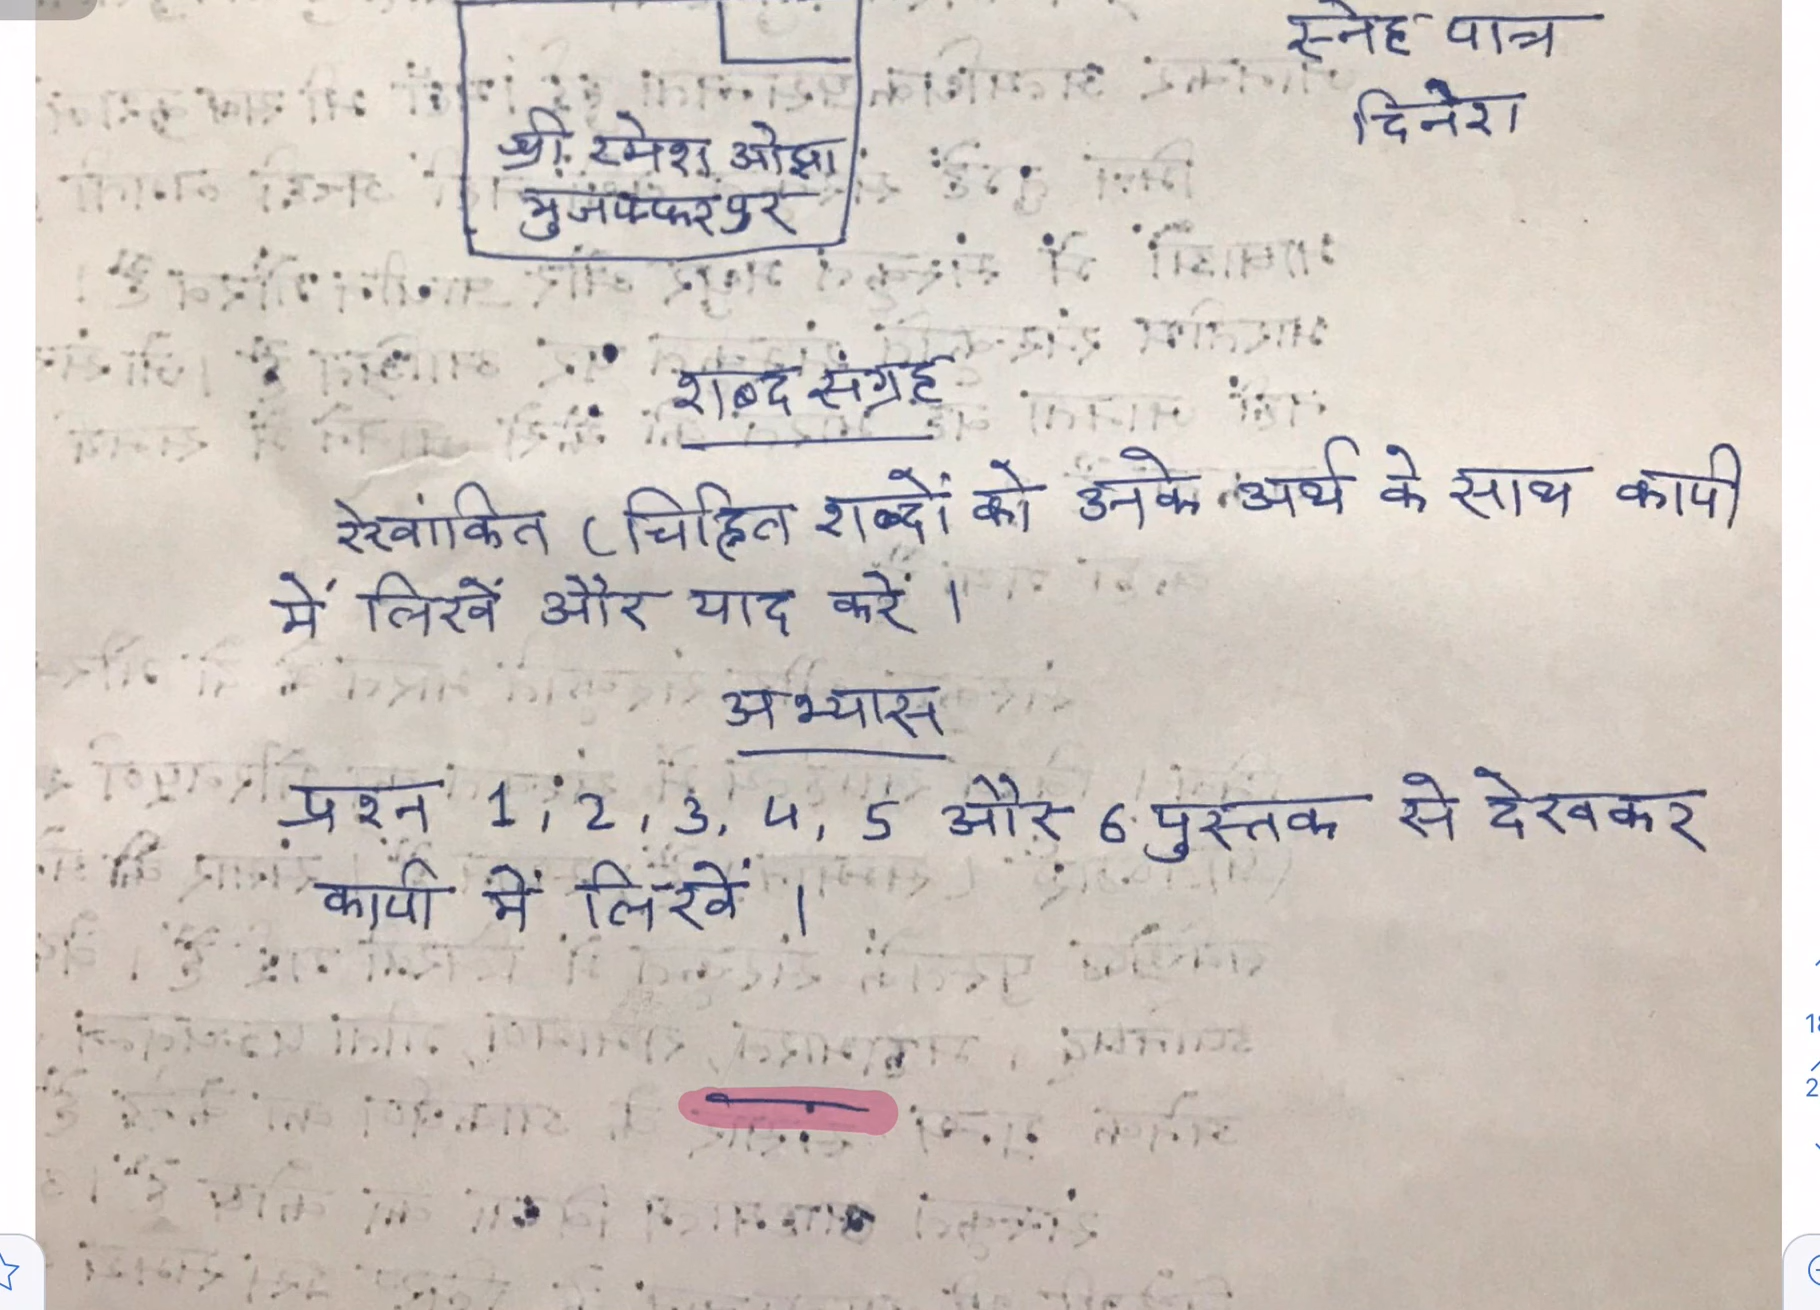 स्नेह पात्र
दिनेश
श्री रमेश ओझा
मुजफ्फरपुर
शब्द संग्रह
रेखांकित (चिह्नित शब्दों को उनके अर्थ के साथ कापी
में लिखें और याद करें ।
अभ्यास
प्रश्न 1, 2, 3, 4, 5 और 6 पुस्तक से देखकर
कापी में लिखें ।